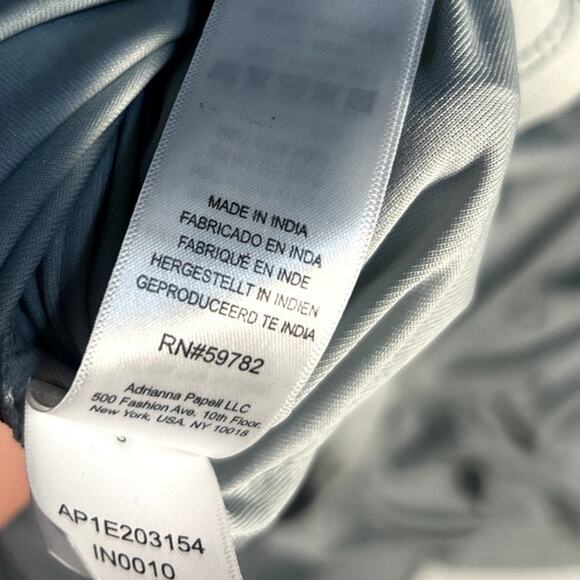 MADE IN INDIA
FABRICADO EN INDA
FABRIQUÉ EN INDE
HERGESTELLT IN INDIEN
GEPRODUCEERD TE INDIA
RN#59782
Adrianna Papell LLC
500 Fashion Ave. 10th Floor.
New York, USA, NY 10018
AP1E203154
IN0010